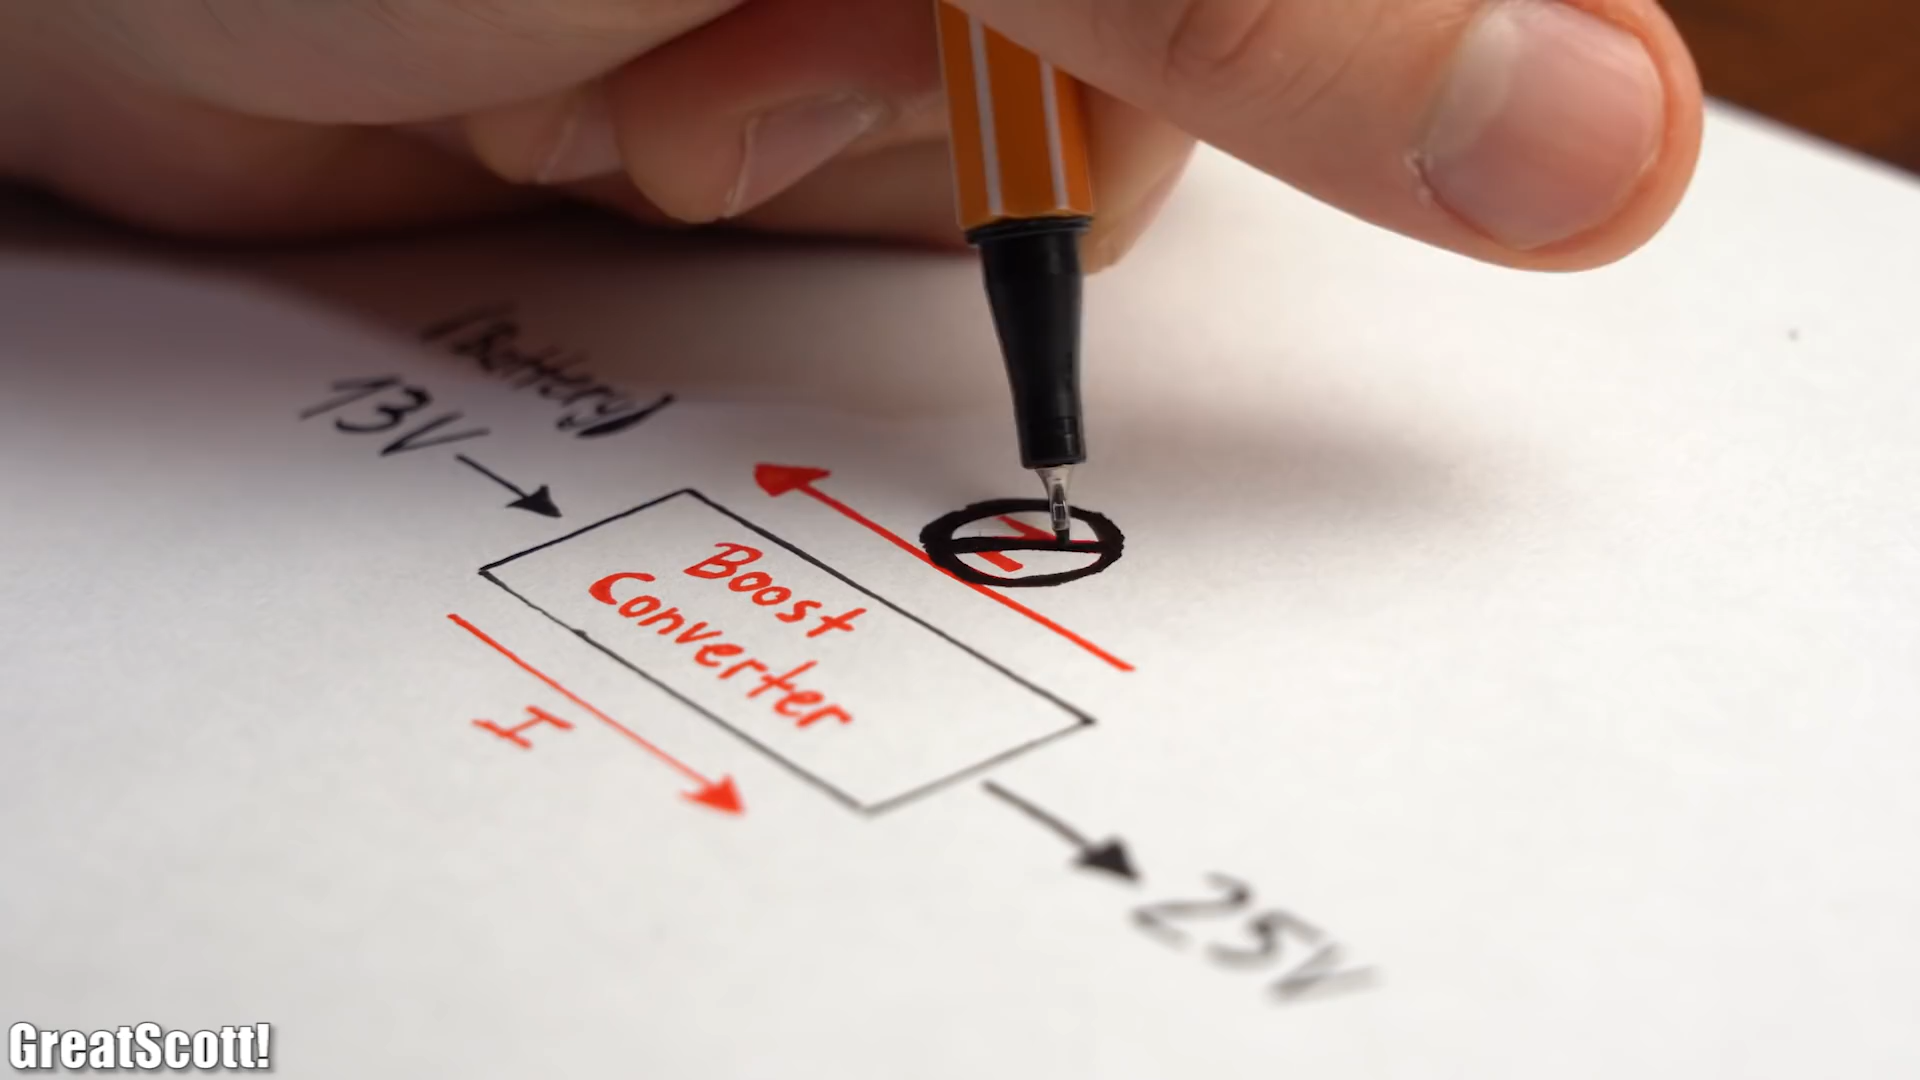 (Battery)
13V
Boost
Converter
I
25V
GreatScott!